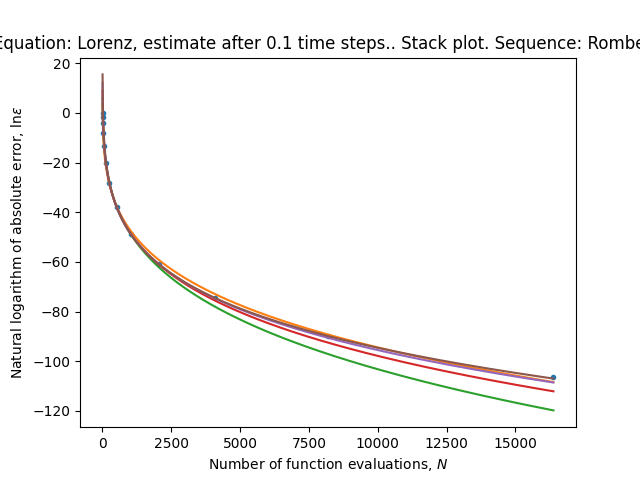 Equation: Lorenz, estimate after 0.1 time steps.. Stack plot. Sequence: Rombe
20
0
−20
−40
−60
−80
−100
−120
Natural logarithm of absolute error, lnε
0 2500 5000 7500 10000 12500 15000
Number of function evaluations, N